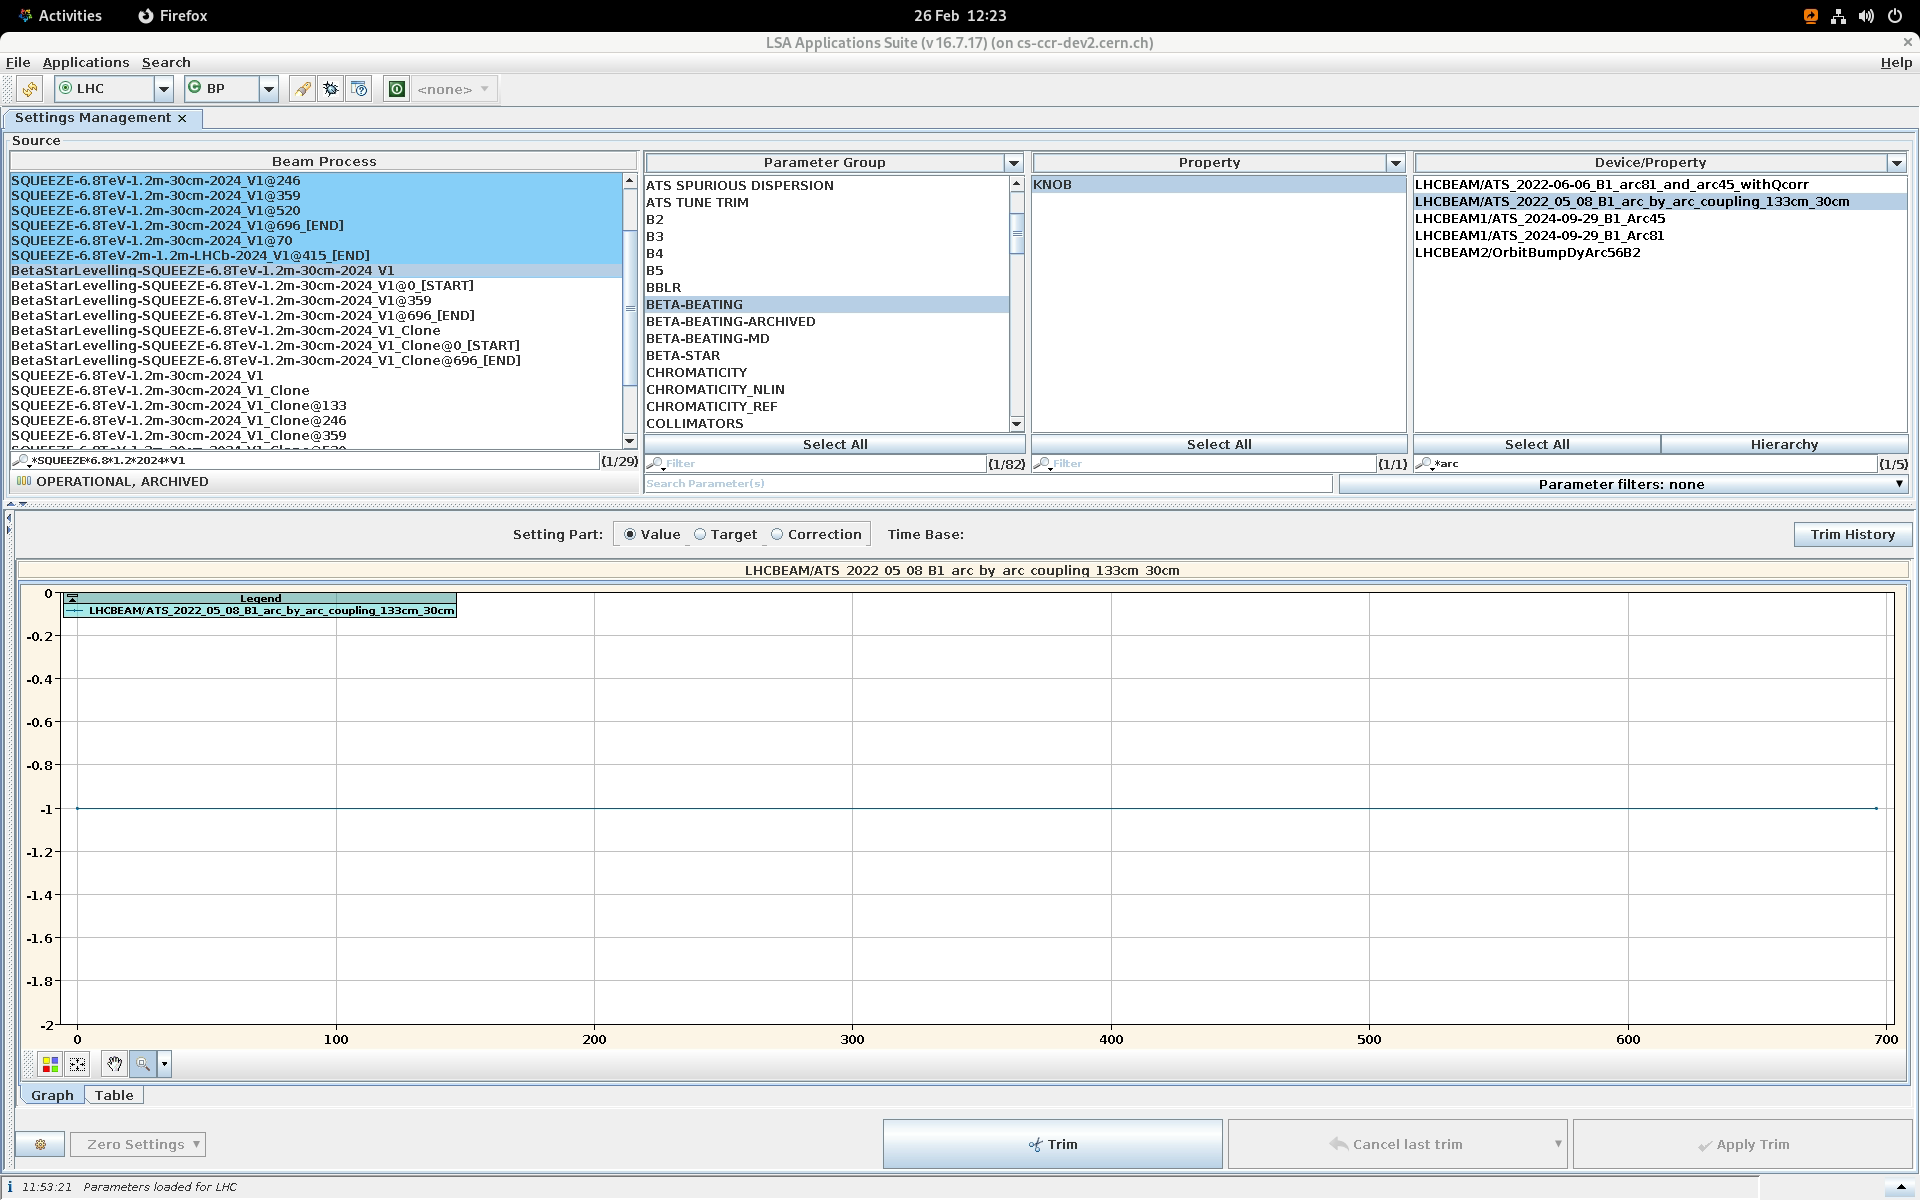 Activities Firefox 26 Feb 12:23
LSA Applications Suite (v 16.7.17) (on cs-ccr-dev2.cern.ch)
File Applications Search Help
LHC BP <none>
Settings Management
Source
Beam Process
SQUEEZE-6.8TeV-1.2m-30cm-2024_V1@246
SQUEEZE-6.8TeV-1.2m-30cm-2024_V1@359
SQUEEZE-6.8TeV-1.2m-30cm-2024_V1@520
SQUEEZE-6.8TeV-1.2m-30cm-2024_V1@696_[END]
SQUEEZE-6.8TeV-1.2m-30cm-2024_V1@70
SQUEEZE-6.8TeV-2m-1.2m-LHCb-2024_V1@415_[END]
BetaStarLevelling-SQUEEZE-6.8TeV-1.2m-30cm-2024_V1
BetaStarLevelling-SQUEEZE-6.8TeV-1.2m-30cm-2024_V1@0_[START]
BetaStarLevelling-SQUEEZE-6.8TeV-1.2m-30cm-2024_V1@359
BetaStarLevelling-SQUEEZE-6.8TeV-1.2m-30cm-2024_V1@696_[END]
BetaStarLevelling-SQUEEZE-6.8TeV-1.2m-30cm-2024_V1_Clone
BetaStarLevelling-SQUEEZE-6.8TeV-1.2m-30cm-2024_V1_Clone@0_[START]
BetaStarLevelling-SQUEEZE-6.8TeV-1.2m-30cm-2024_V1_Clone@696_[END]
SQUEEZE-6.8TeV-1.2m-30cm-2024_V1
SQUEEZE-6.8TeV-1.2m-30cm-2024_V1_Clone
SQUEEZE-6.8TeV-1.2m-30cm-2024_V1_Clone@133
SQUEEZE-6.8TeV-1.2m-30cm-2024_V1_Clone@246
SQUEEZE-6.8TeV-1.2m-30cm-2024_V1_Clone@359
*SQUEEZE*6.8*1.2*2024*V1 (1/29)
OPERATIONAL, ARCHIVED
Parameter Group
ATS SPURIOUS DISPERSION
ATS TUNE TRIM
B2
B3
B4
B5
BBLR
BETA-BEATING
BETA-BEATING-ARCHIVED
BETA-BEATING-MD
BETA-STAR
CHROMATICITY
CHROMATICITY_NLIN
CHROMATICITY_REF
COLLIMATORS
Select All
Filter (1/82)
Property
KNOB
Select All
Filter (1/1)
Device/Property
LHCBEAM/ATS_2022-06-06_B1_arc81_and_arc45_withQcorr
LHCBEAM/ATS_2022_05_08_B1_arc_by_arc_coupling_133cm_30cm
LHCBEAM1/ATS_2024-09-29_B1_Arc45
LHCBEAM1/ATS_2024-09-29_B1_Arc81
LHCBEAM2/OrbitBumpDyArc56B2
Select All Hierarchy
*arc (1/5)
Search Parameter(s) Parameter filters: none
Setting Part: Value Target Correction Time Base: Trim History
LHCBEAM/ATS_2022_05_08_B1_arc_by_arc_coupling_133cm_30cm
Legend
LHCBEAM/ATS_2022_05_08_B1_arc_by_arc_coupling_133cm_30cm
0
-0.2
-0.4
-0.6
-0.8
-1
-1.2
-1.4
-1.6
-1.8
-2
0 100 200 300 400 500 600 700
Graph Table
Zero Settings Trim Cancel last trim Apply Trim
11:53:21 Parameters loaded for LHC